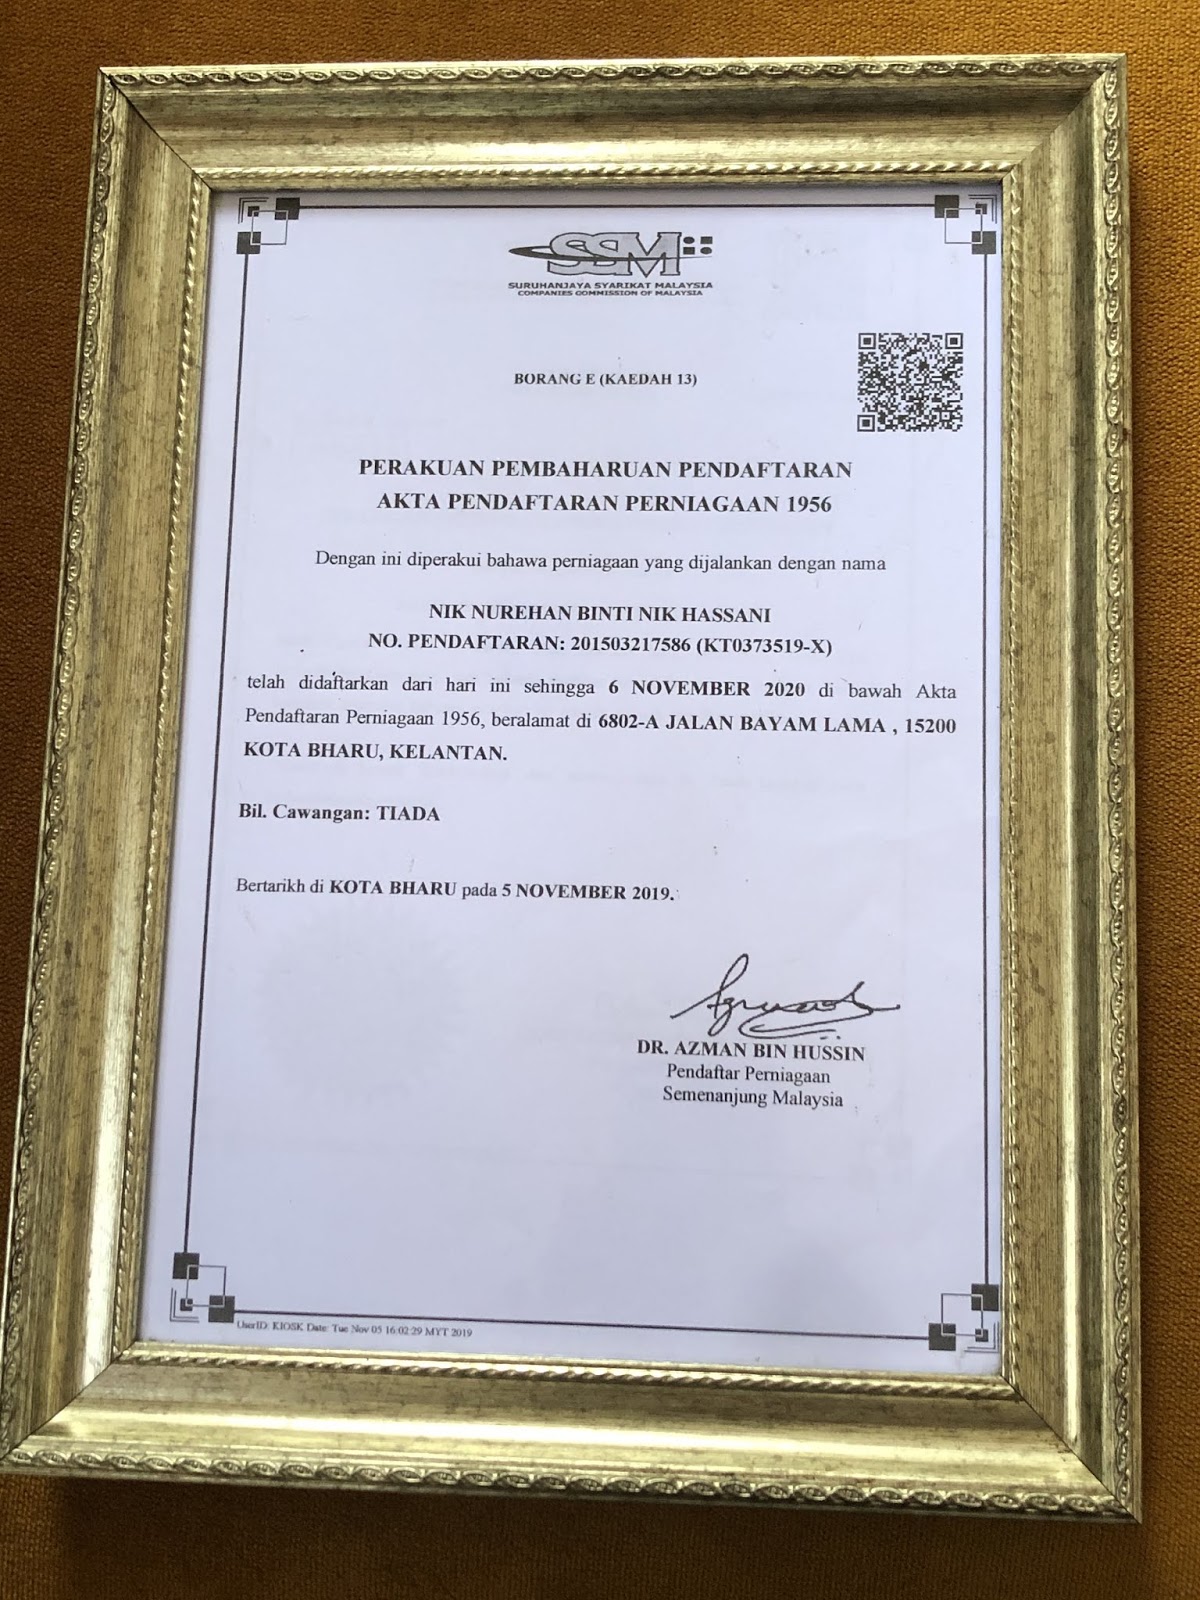 SSM
SURUHANJAYA SYARIKAT MALAYSIA
COMPANIES COMMISSION OF MALAYSIA
BORANG E (KAEDAH 13)
PERAKUAN PEMBAHARUAN PENDAFTARAN
AKTA PENDAFTARAN PERNIAGAAN 1956
Dengan ini diperakui bahawa perniagaan yang dijalankan dengan nama
NIK NUREHAN BINTI NIK HASSANI
NO. PENDAFTARAN: 201503217586 (KT0373519-X)
telah didaftarkan dari hari ini sehingga 6 NOVEMBER 2020 di bawah Akta
Pendaftaran Perniagaan 1956, beralamat di 6802-A JALAN BAYAM LAMA , 15200
KOTA BHARU, KELANTAN.
Bil. Cawangan: TIADA
Bertarikh di KOTA BHARU pada 5 NOVEMBER 2019.
DR. AZMAN BIN HUSSIN
Pendaftar Perniagaan
Semenanjung Malaysia
UserID: KIOSK Date: Tue Nov 05 16:02:29 MYT 2019